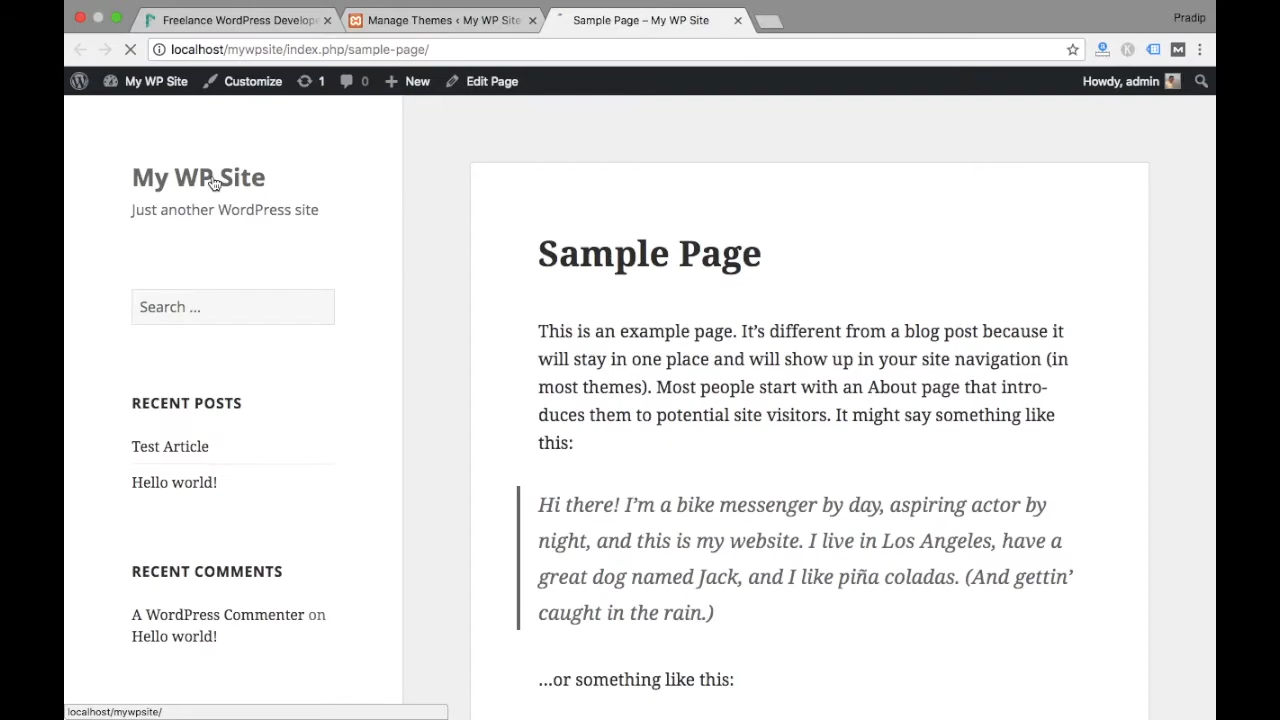 Freelance WordPress Develope
Manage Themes ‹ My WP Site
Sample Page – My WP Site
Pradip
localhost/mywpsite/index.php/sample-page/
My WP Site
Customize
1
0
New
Edit Page
Howdy, admin
My WP Site
Just another WordPress site
Search ...
RECENT POSTS
Test Article
Hello world!
RECENT COMMENTS
A WordPress Commenter on
Hello world!
Sample Page
This is an example page. It’s different from a blog post because it
will stay in one place and will show up in your site navigation (in
most themes). Most people start with an About page that intro-
duces them to potential site visitors. It might say something like
this:
Hi there! I’m a bike messenger by day, aspiring actor by
night, and this is my website. I live in Los Angeles, have a
great dog named Jack, and I like piña coladas. (And gettin’
caught in the rain.)
…or something like this:
localhost/mywpsite/